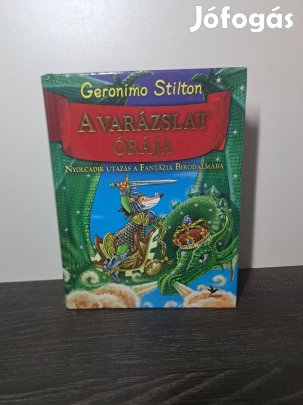 Jófogás
Geronimo Stilton
A VARÁZSLAT
ÓRÁJA
NYOLCADIK UTAZÁS A FANTÁZIA BIRODALMÁBA